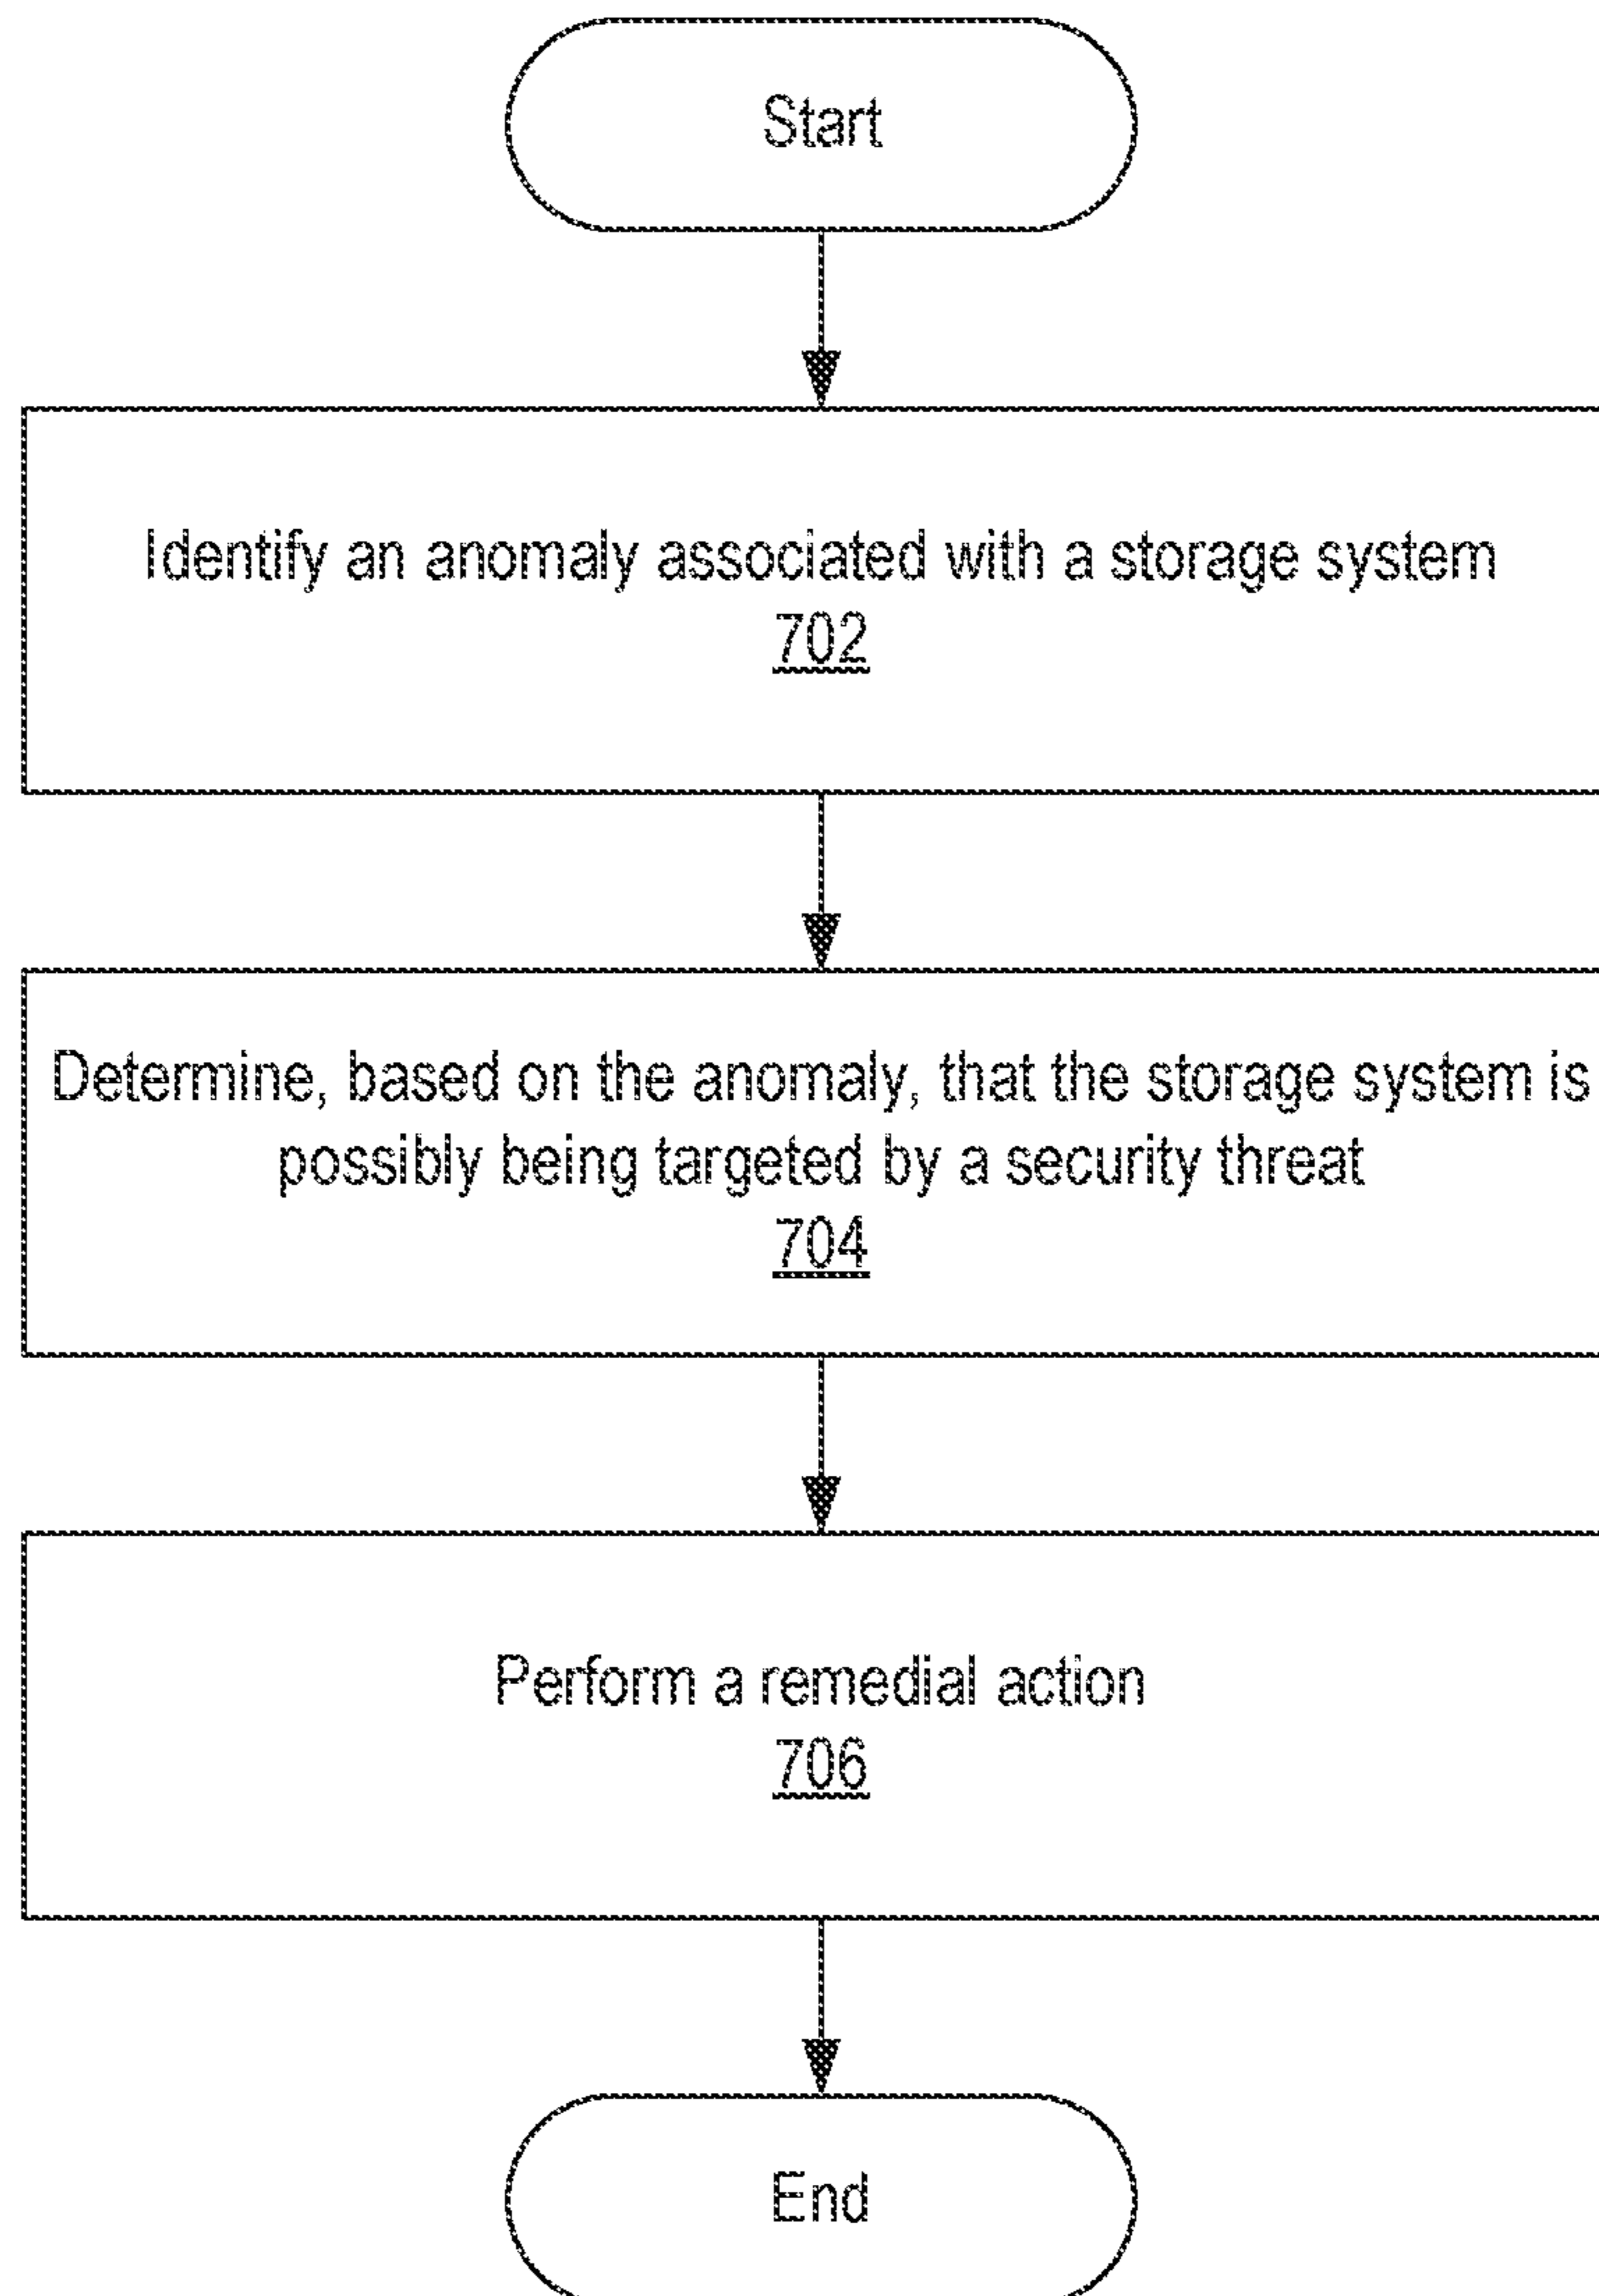 Start
Identify an anomaly associated with a storage system
702
Determine, based on the anomaly, that the storage system is
possibly being targeted by a security threat
704
Perform a remedial action
706
End